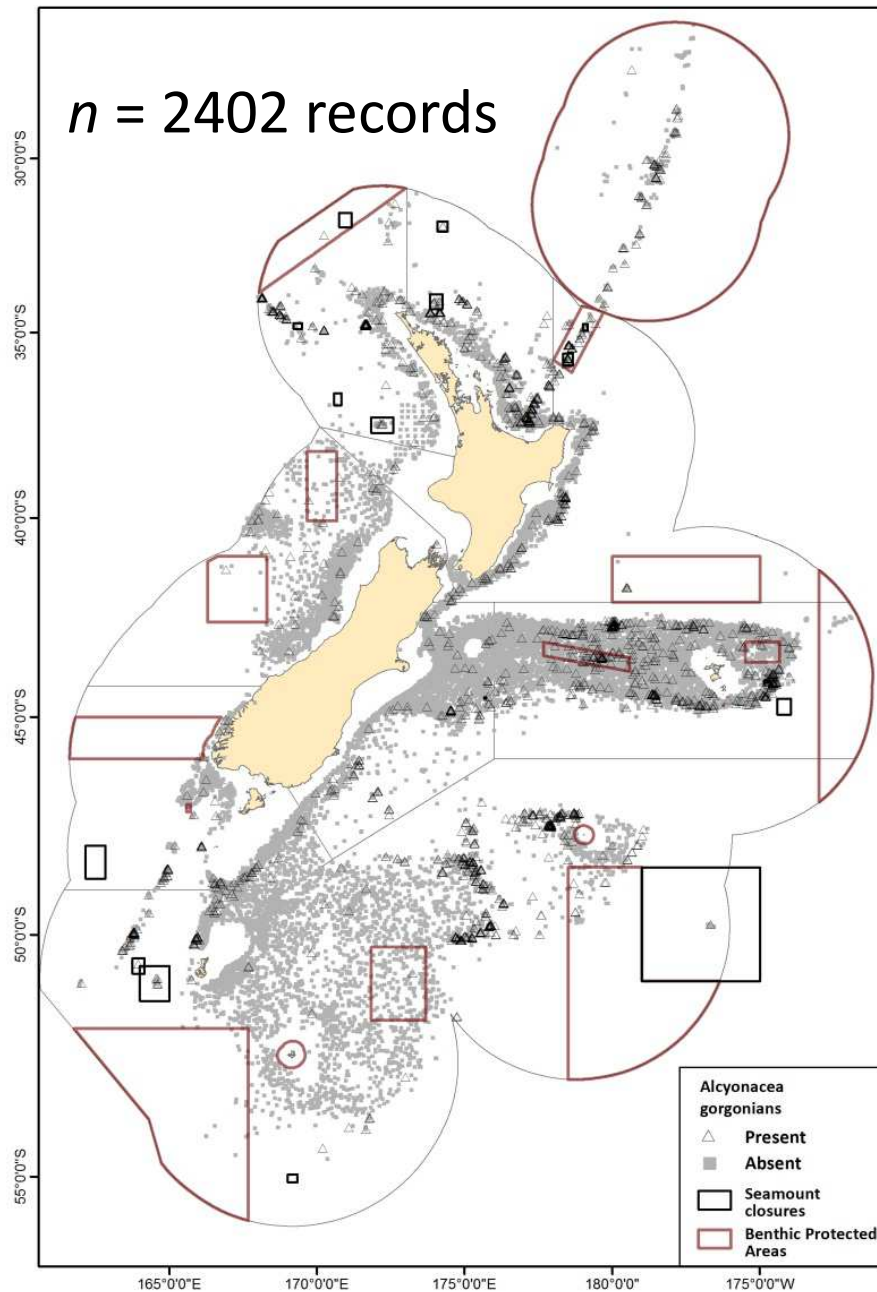 n = 2402 records
30°0'0"S
35°0'0"S
40°0'0"S
45°0'0"S
50°0'0"S
55°0'0"S
Alcyonacea
gorgonians
Present
Absent
Seamount
closures
Benthic Protected
Areas
165°0'0"E
170°0'0"E
175°0'0"E
180°0'0"
175°0'0"W